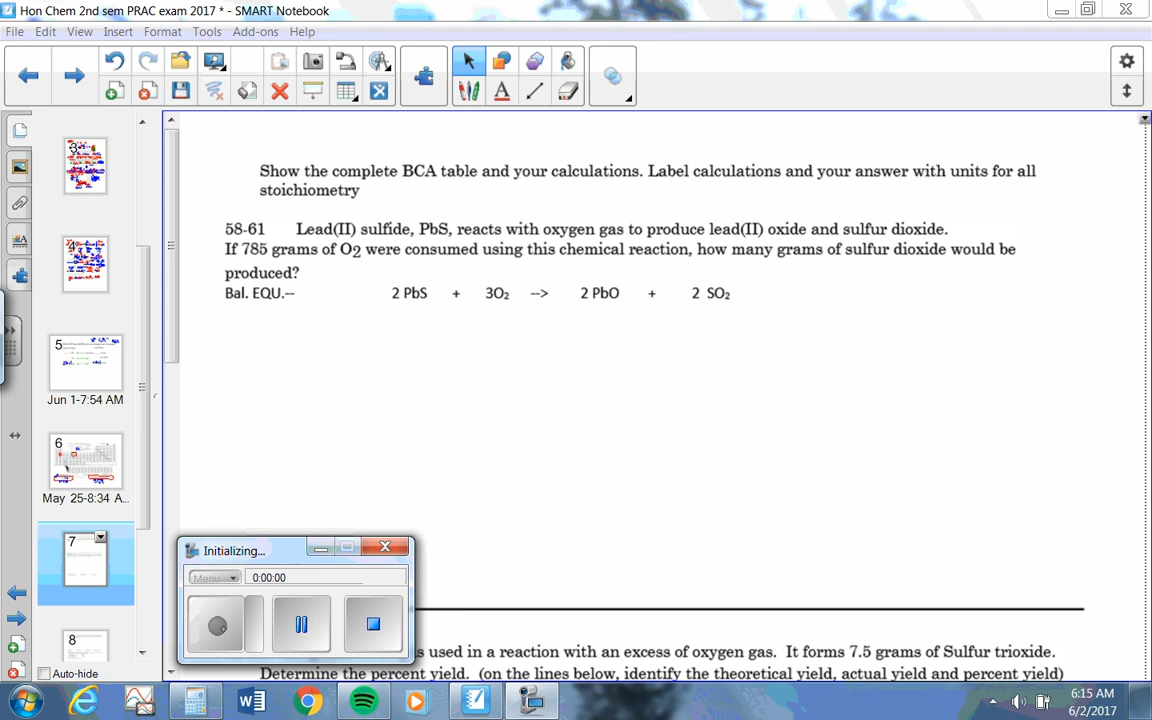 Hon Chem 2nd sem PRAC exam 2017 * - SMART Notebook
File Edit View Insert Format Tools Add-ons Help
Show the complete BCA table and your calculations. Label calculations and your answer with units for all
stoichiometry
58-61 Lead(II) sulfide, PbS, reacts with oxygen gas to produce lead(II) oxide and sulfur dioxide.
If 785 grams of O2 were consumed using this chemical reaction, how many grams of sulfur dioxide would be
produced?
Bal. EQU.-- 2 PbS + 3O₂ --> 2 PbO + 2 SO₂
3
4
5
Jun 1-7:54 AM
6
May 25-8:34 A...
7
8
Auto-hide
Initializing...
Menu 0:00:00
s used in a reaction with an excess of oxygen gas. It forms 7.5 grams of Sulfur trioxide.
Determine the percent yield. (on the lines below, identify the theoretical yield, actual yield and percent yield)
6:15 AM
6/2/2017